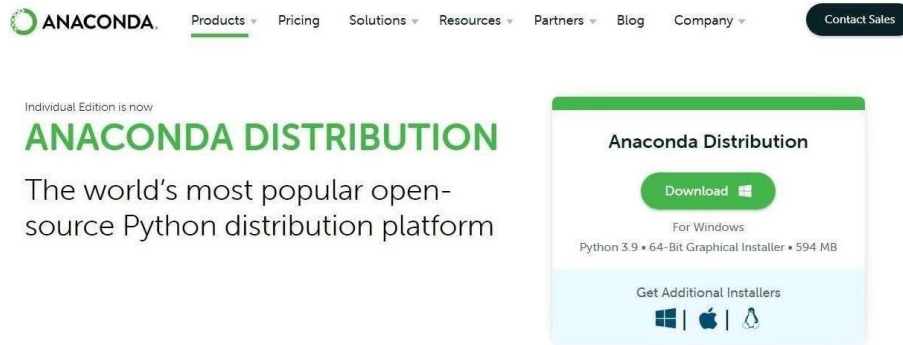 ANACONDA. Products Pricing Solutions Resources Partners Blog Company Contact Sales
Individual Edition is now
ANACONDA DISTRIBUTION
The world's most popular open-
source Python distribution platform
Anaconda Distribution
Download
For Windows
Python 3.9 • 64-Bit Graphical Installer • 594 MB
Get Additional Installers